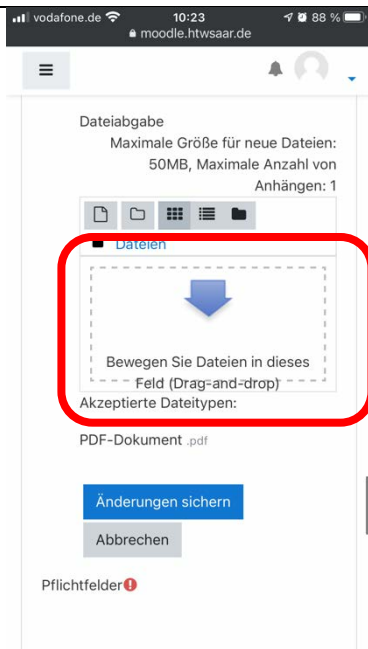 vodafone.de 10:23 88 %
moodle.htwsaar.de
Dateiabgabe
Maximale Größe für neue Dateien:
50MB, Maximale Anzahl von
Anhängen: 1
Dateien
Bewegen Sie Dateien in dieses
Feld (Drag-and-drop)
Akzeptierte Dateitypen:
PDF-Dokument .pdf
Änderungen sichern
Abbrechen
Pflichtfelder